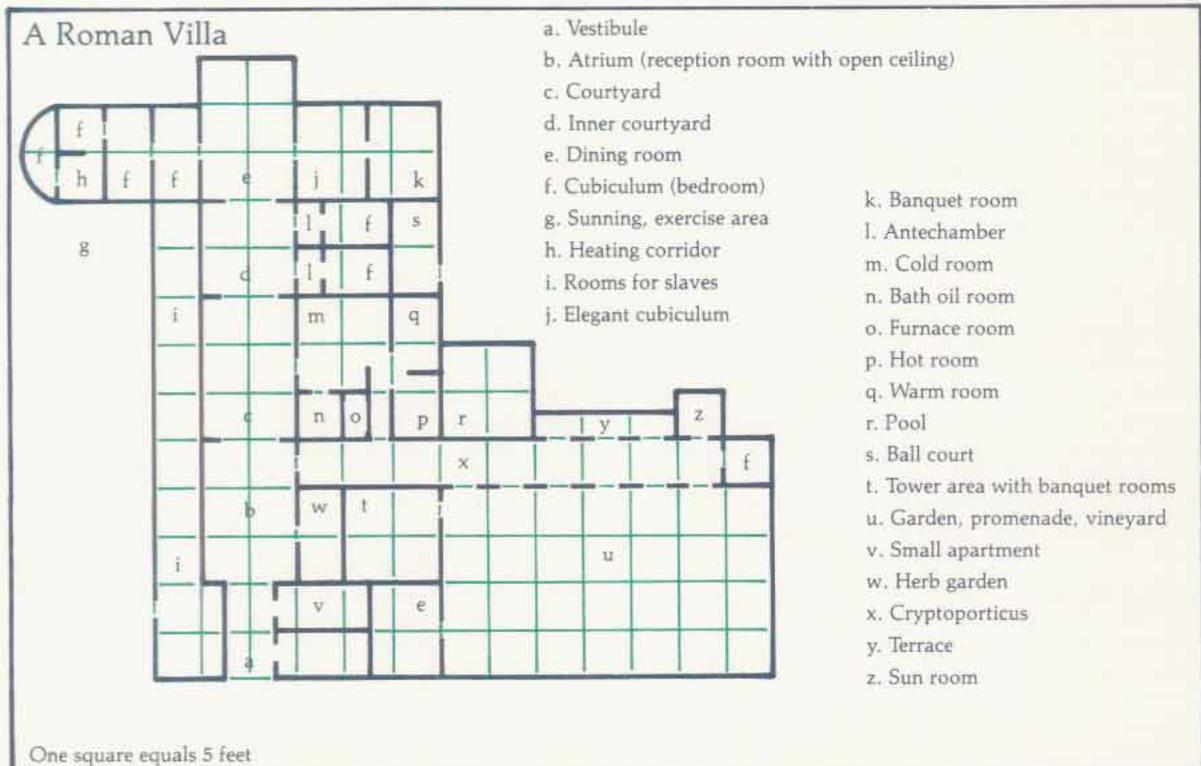 A Roman Villa
a. Vestibule
b. Atrium (reception room with open ceiling)
c. Courtyard
d. Inner courtyard
e. Dining room
f. Cubiculum (bedroom)
g. Sunning, exercise area
h. Heating corridor
i. Rooms for slaves
j. Elegant cubiculum
k. Banquet room
l. Antechamber
m. Cold room
n. Bath oil room
o. Furnace room
p. Hot room
q. Warm room
r. Pool
s. Ball court
t. Tower area with banquet rooms
u. Garden, promenade, vineyard
v. Small apartment
w. Herb garden
x. Cryptoporticus
y. Terrace
z. Sun room
f
f
h f f e j k
l f s
g
d l f
i m q
c n o p r y z
x f
b w t
i u
v e
a
One square equals 5 feet